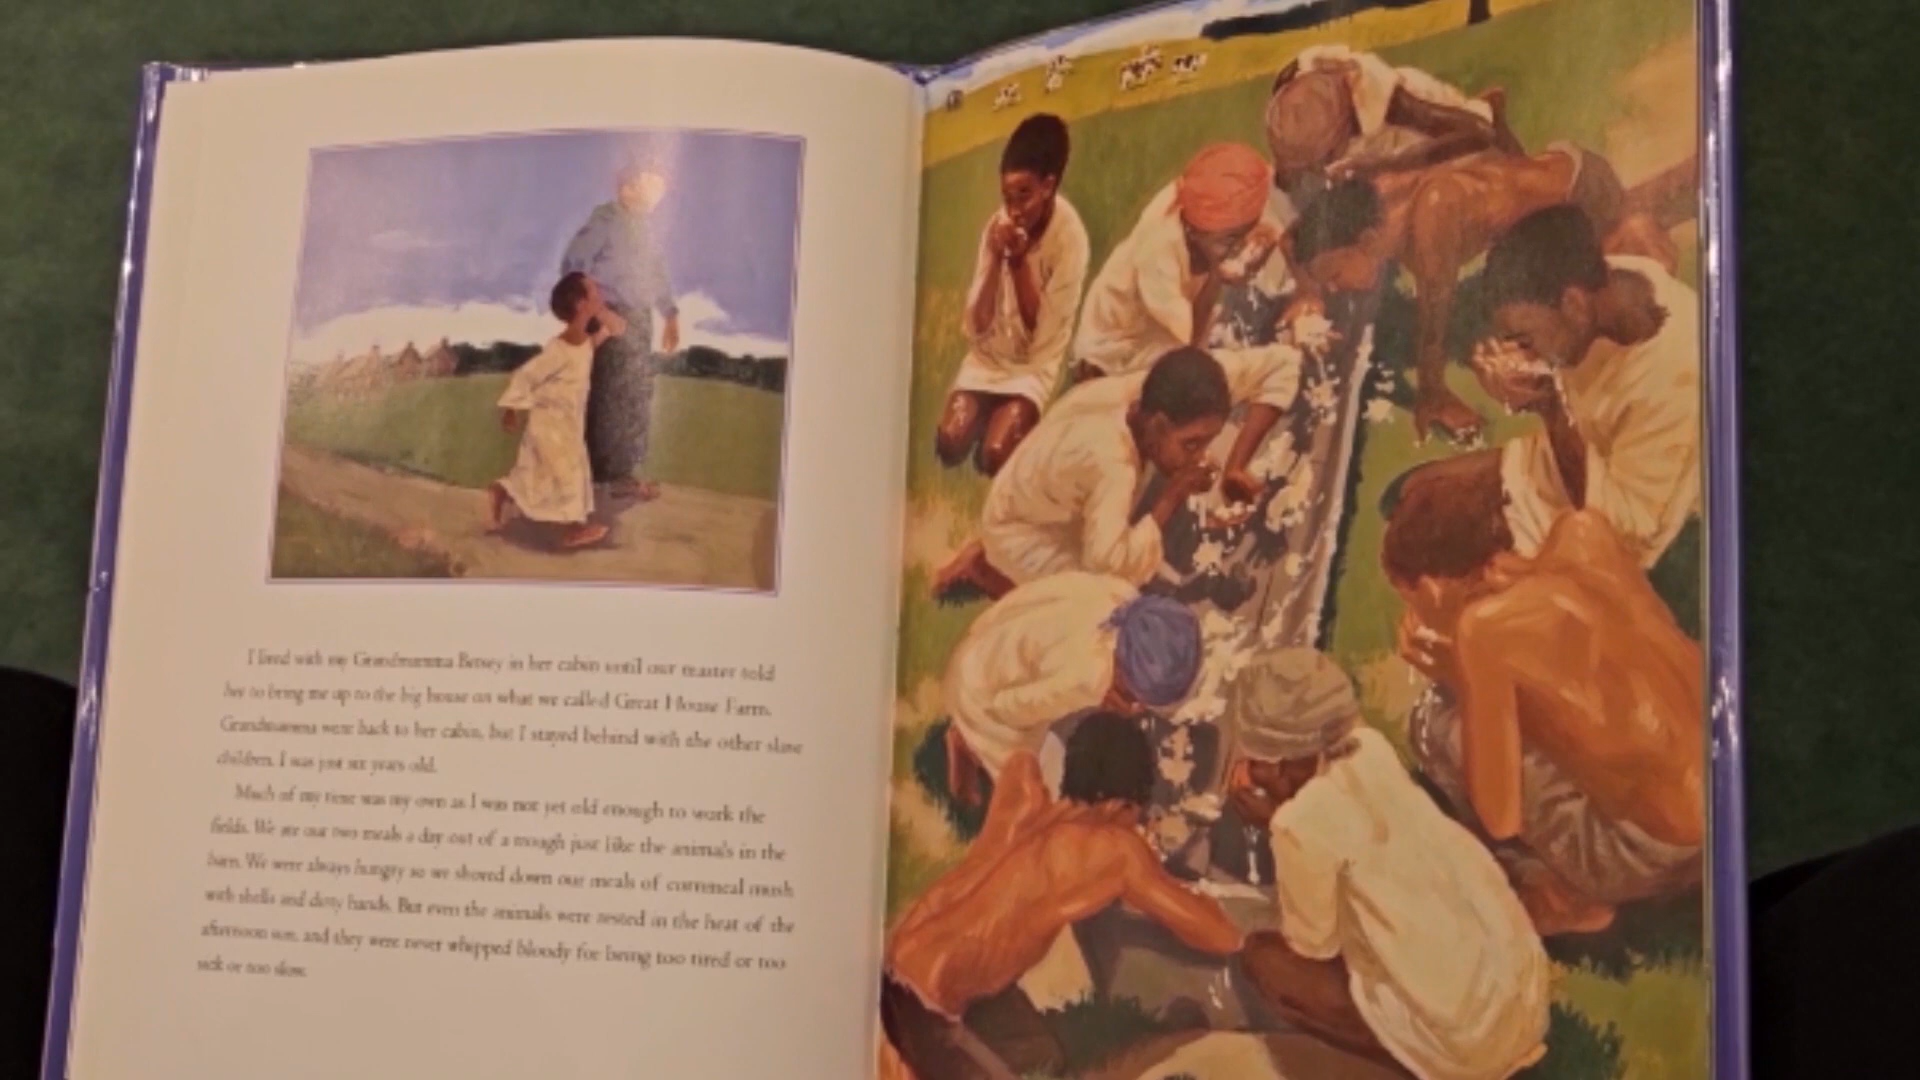 I lived with my Grandmamma Betsey in her cabin until our master told
her to bring me up to the big house on what we called Great House Farm.
Grandmamma went back to her cabin, but I stayed behind with the other slave
children. I was just six years old.
Much of my time was my own as I was not yet old enough to work the
fields. We ate our two meals a day out of a trough just like the animals in the
barn. We were always hungry so we shoved down our meals of cornmeal mush
with shells and dirty hands. But even the animals were rested in the heat of the
afternoon sun, and they were never whipped bloody for being too tired or too
sick or too slow.